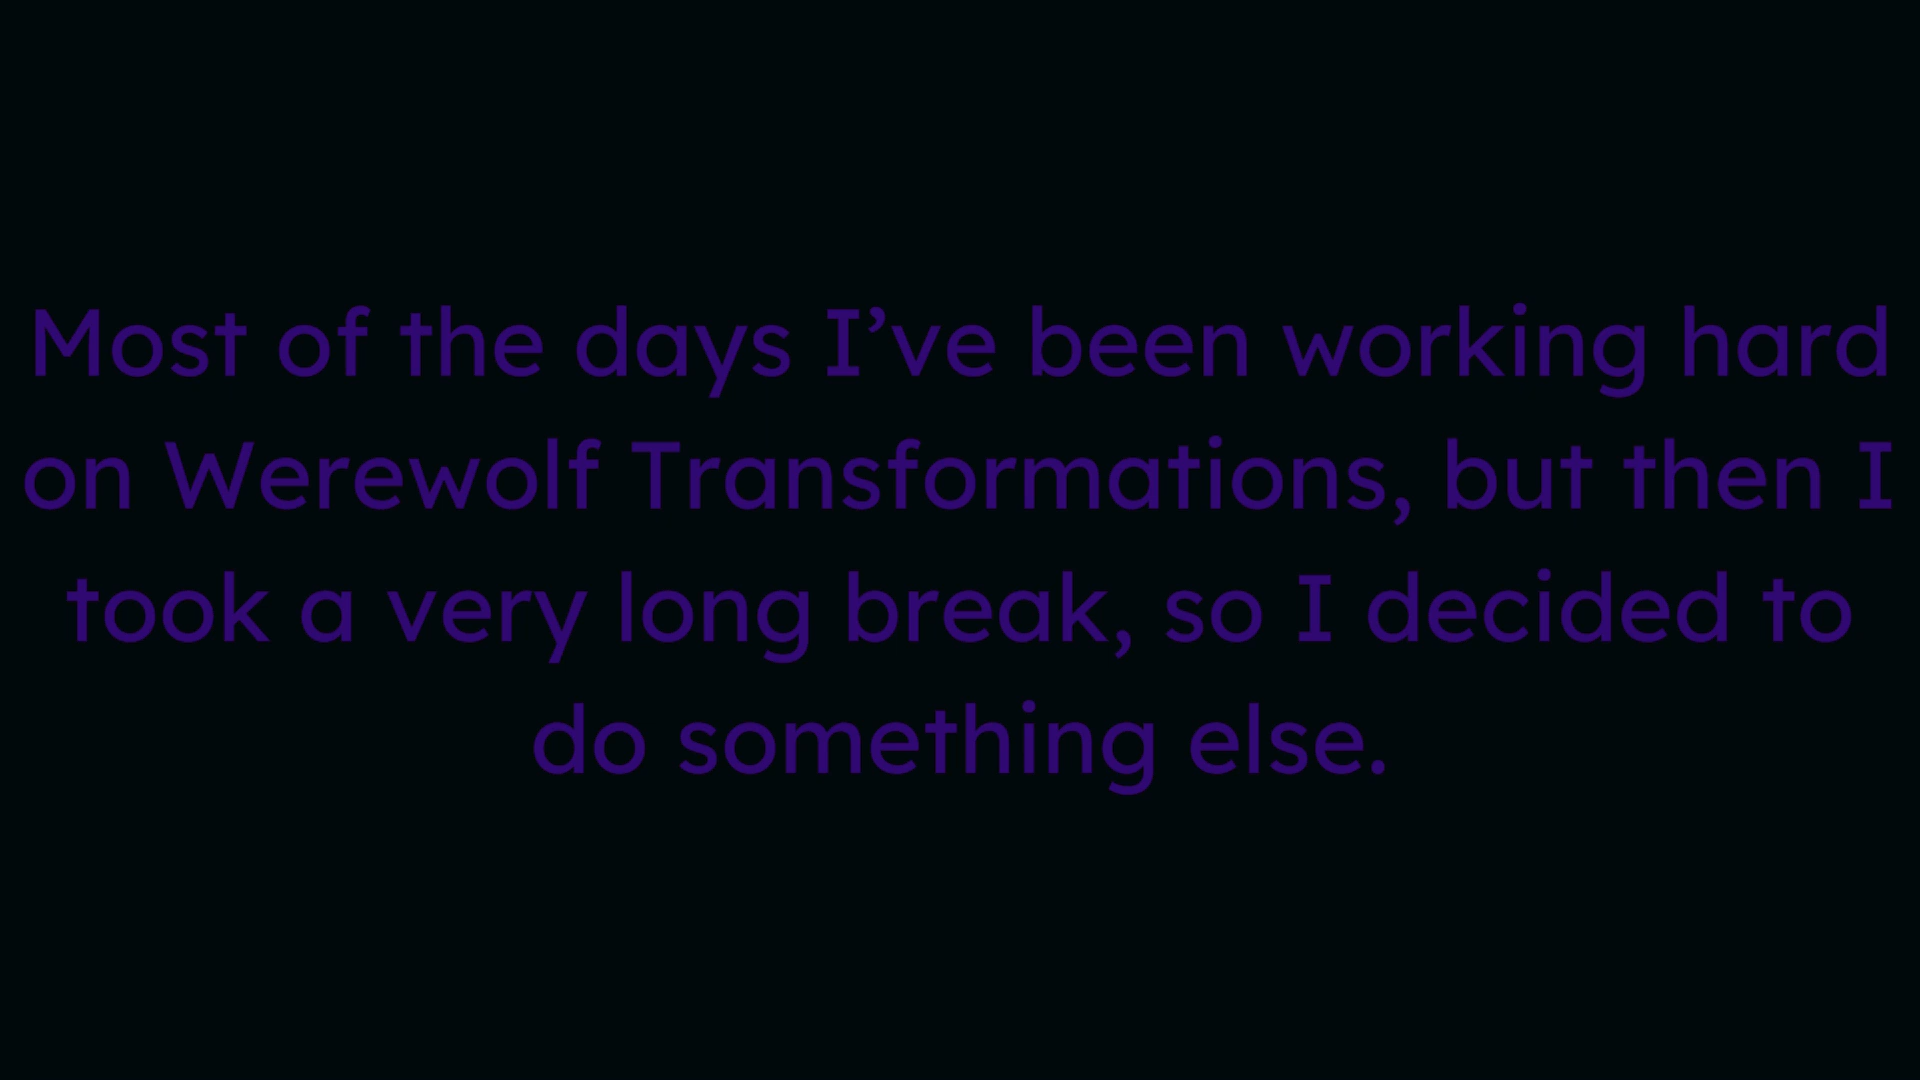 Most of the days I’ve been working hard
on Werewolf Transformations, but then I
took a very long break, so I decided to
do something else.